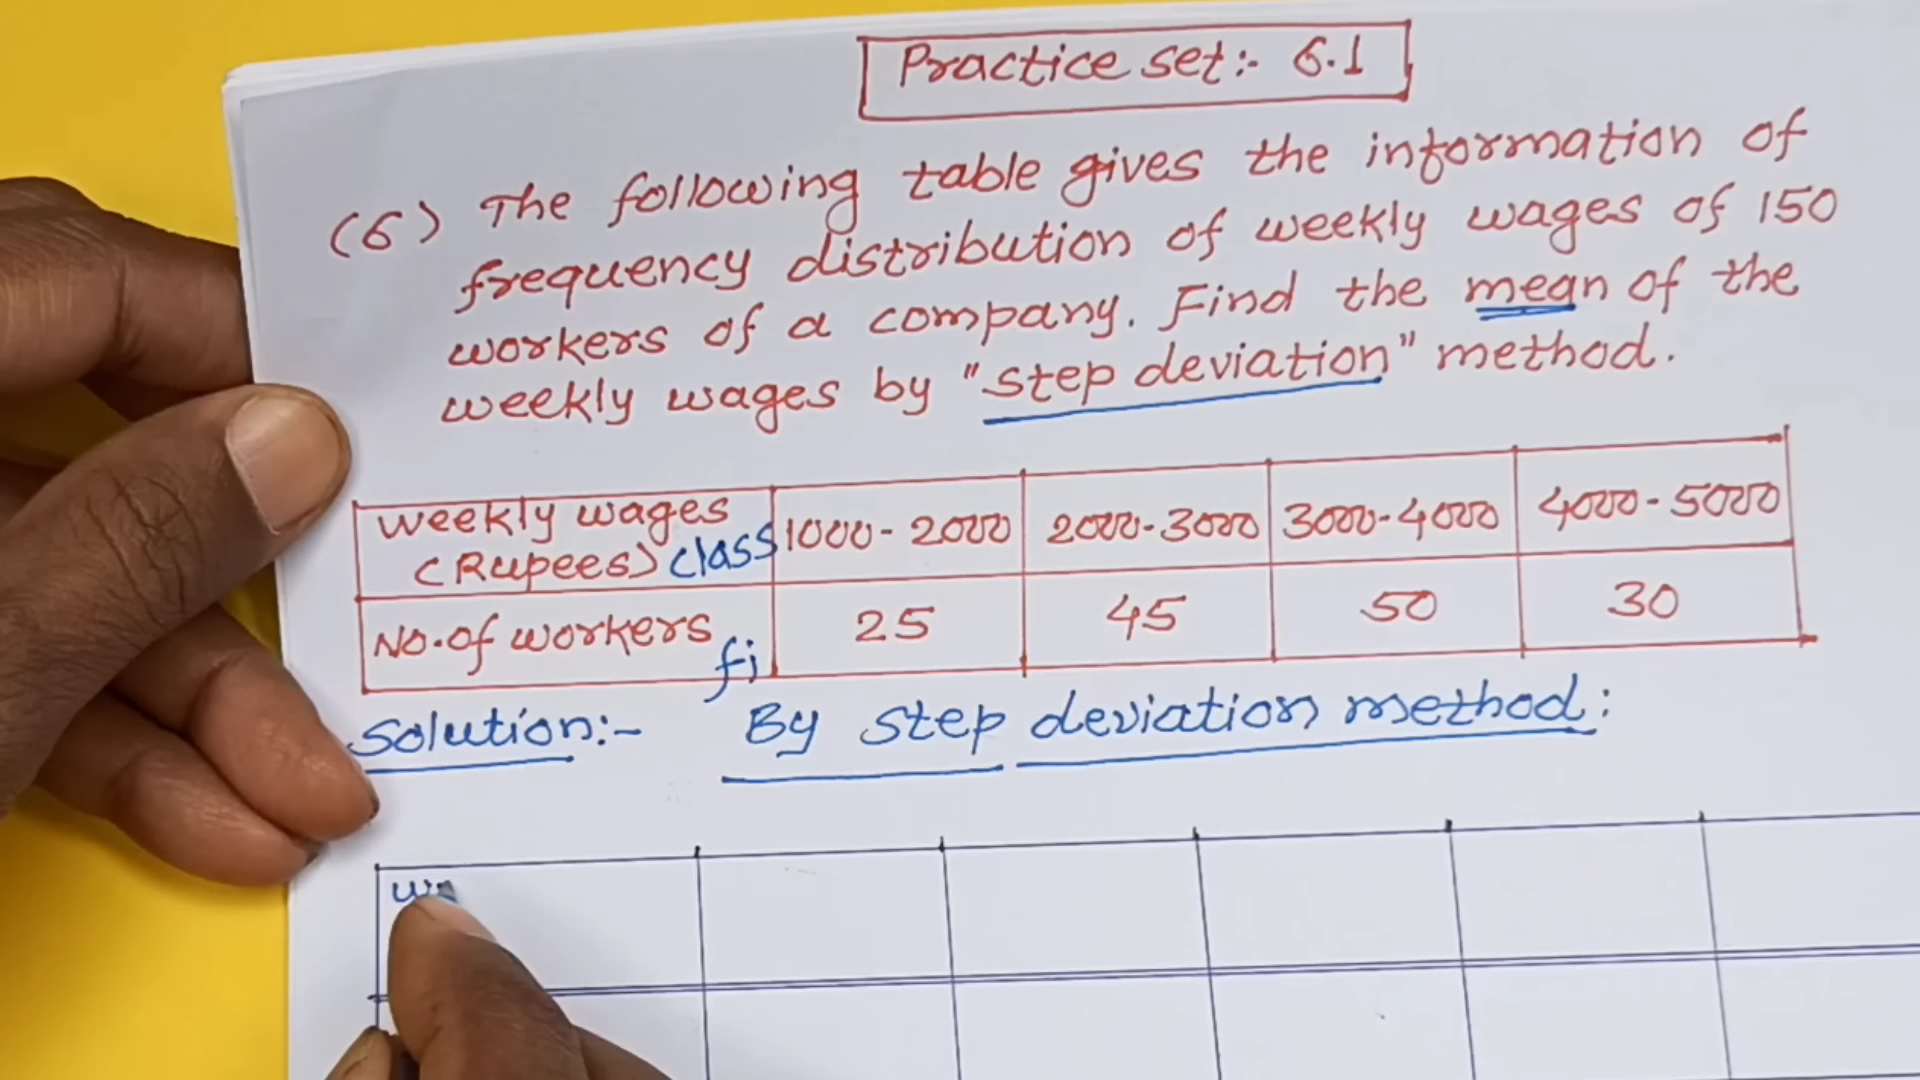 Practice set:- 6.1
(6) The following table gives the information of
frequency distribution of weekly wages of 150
workers of a company. Find the mean of the
weekly wages by "step deviation" method.
weekly wages (Rupees) class 1000-2000 2000-3000 3000-4000 4000-5000
No. of workers fi 25 45 50 30
Solution:- By step deviation method: